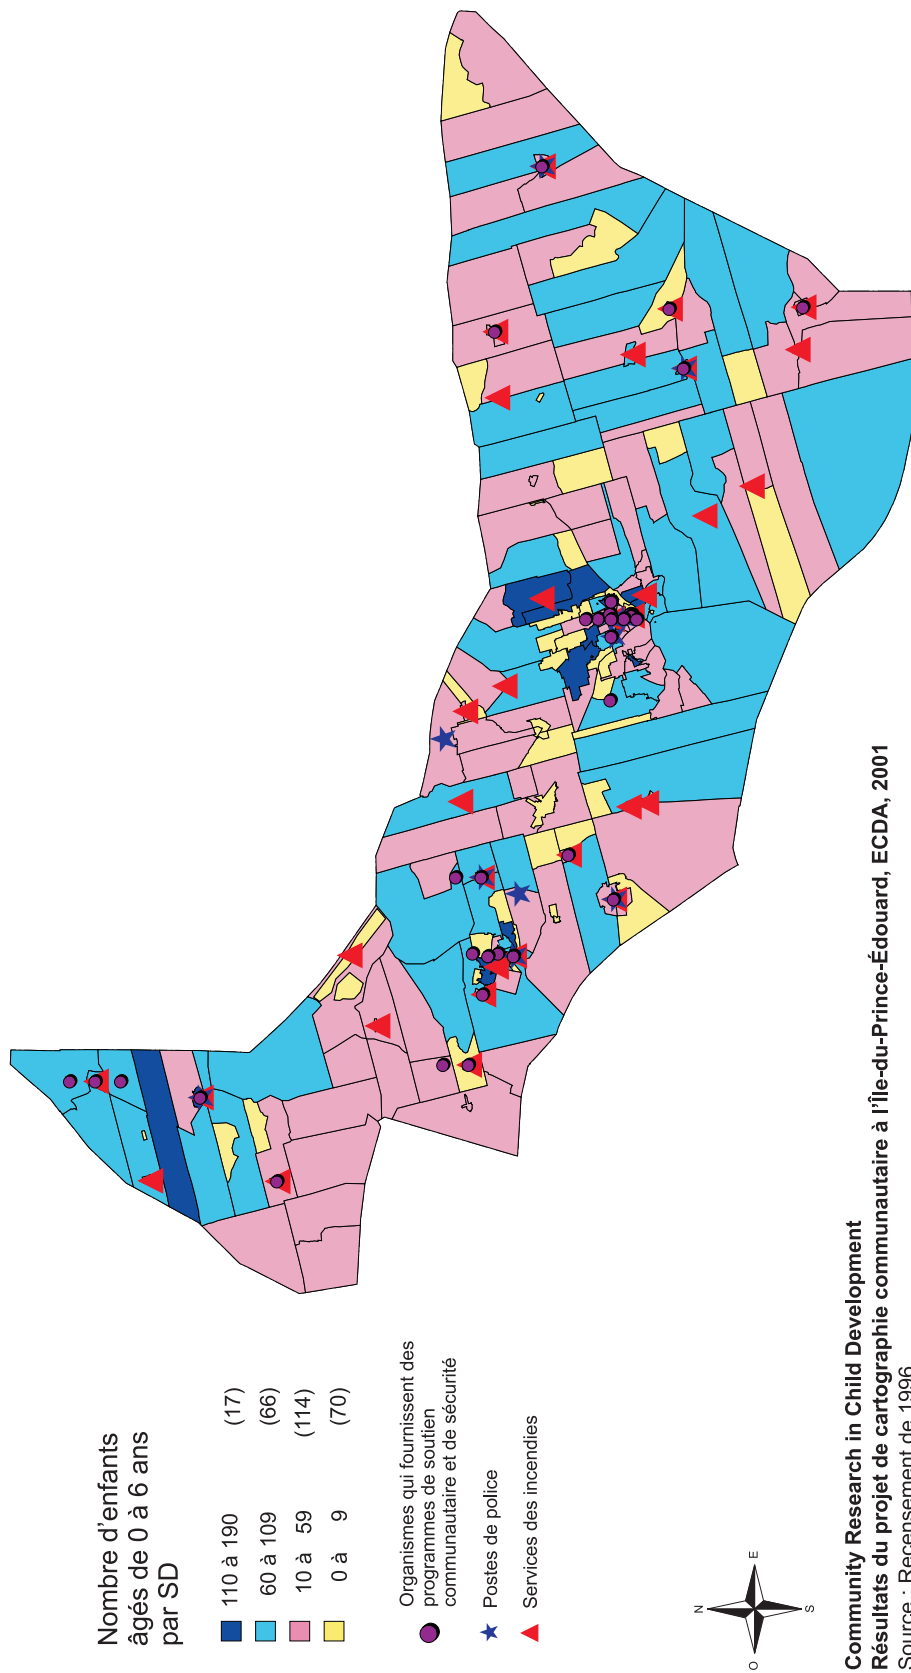 Nombre d'enfants
âgés de 0 à 6 ans
par SD
110 à 190 (17)
60 à 109 (66)
10 à 59 (114)
0 à 9 (70)
Organismes qui fournissent des
programmes de soutien
communautaire et de sécurité
Postes de police
Services des incendies
N
O E
S
Community Research in Child Development
Résultats du projet de cartographie communautaire à l'Île-du-Prince-Édouard, ECDA, 2001
Source : Recensement de 1996